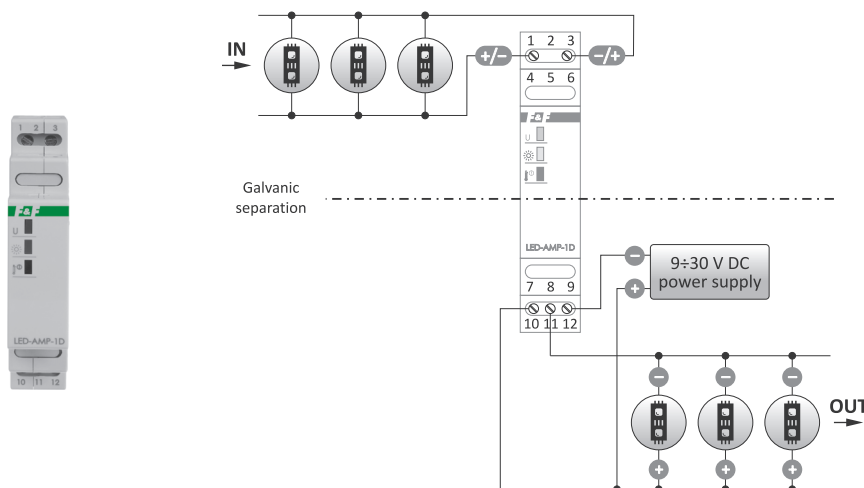 IN
+/−
−/+
1 2 3
4 5 6
F&F
U
LED-AMP-1D
7 8 9
10 11 12
Galvanic
separation
−
+
9÷30 V DC
power supply
− − −
OUT
+ + +
1 2 3
F&F
U
LED-AMP-1D
10 11 12